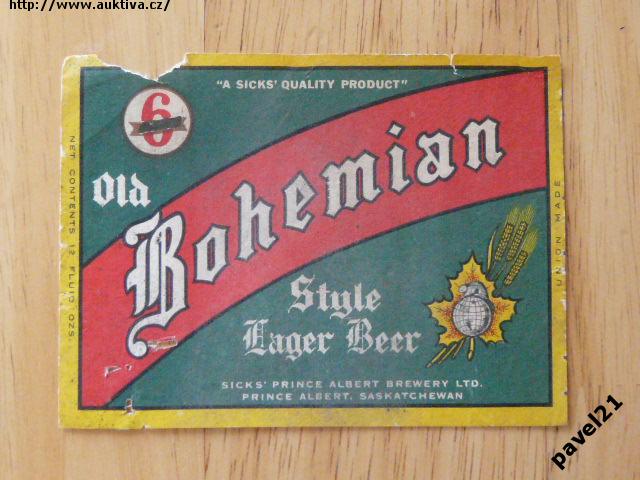 http://www.auktiva.cz/
"A SICKS' QUALITY PRODUCT"
6
Old
Bohemian
Style
Lager Beer
SICKS' PRINCE ALBERT BREWERY LTD.
PRINCE ALBERT, SASKATCHEWAN
NET CONTENTS 12 FLUID OZS.
UNION MADE
pavel21